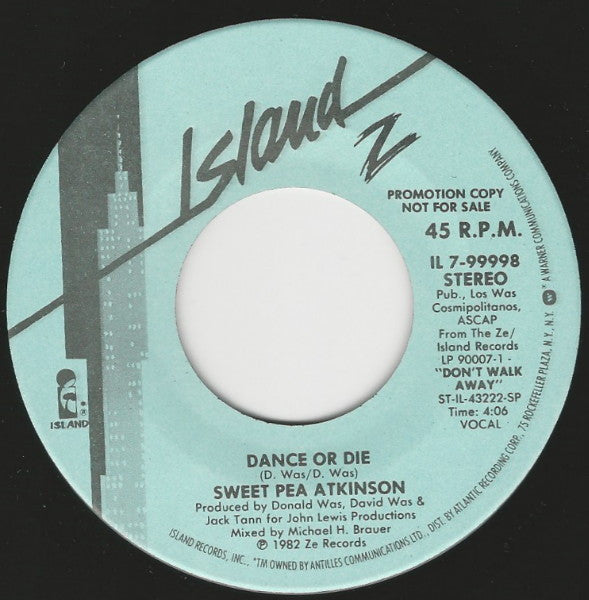 Island
Z
PROMOTION COPY
NOT FOR SALE
45 R.P.M.
IL 7-99998
STEREO
Pub., Los Was
Cosmipolitanos,
ASCAP
From The Ze/
Island Records
LP 90007-1 -
"DON'T WALK
AWAY"
ST-IL-43222-SP
Time: 4:06
VOCAL
i ®
ISLAND
DANCE OR DIE
(D. Was/D. Was)
SWEET PEA ATKINSON
Produced by Donald Was, David Was &
Jack Tann for John Lewis Productions
Mixed by Michael H. Brauer
℗ 1982 Ze Records
ISLAND RECORDS, INC., *TM OWNED BY ANTILLES COMMUNICATIONS LTD., DIST. BY ATLANTIC RECORDING CORP., 75 ROCKEFELLER PLAZA, N.Y., N.Y. W * A WARNER COMMUNICATIONS COMPANY